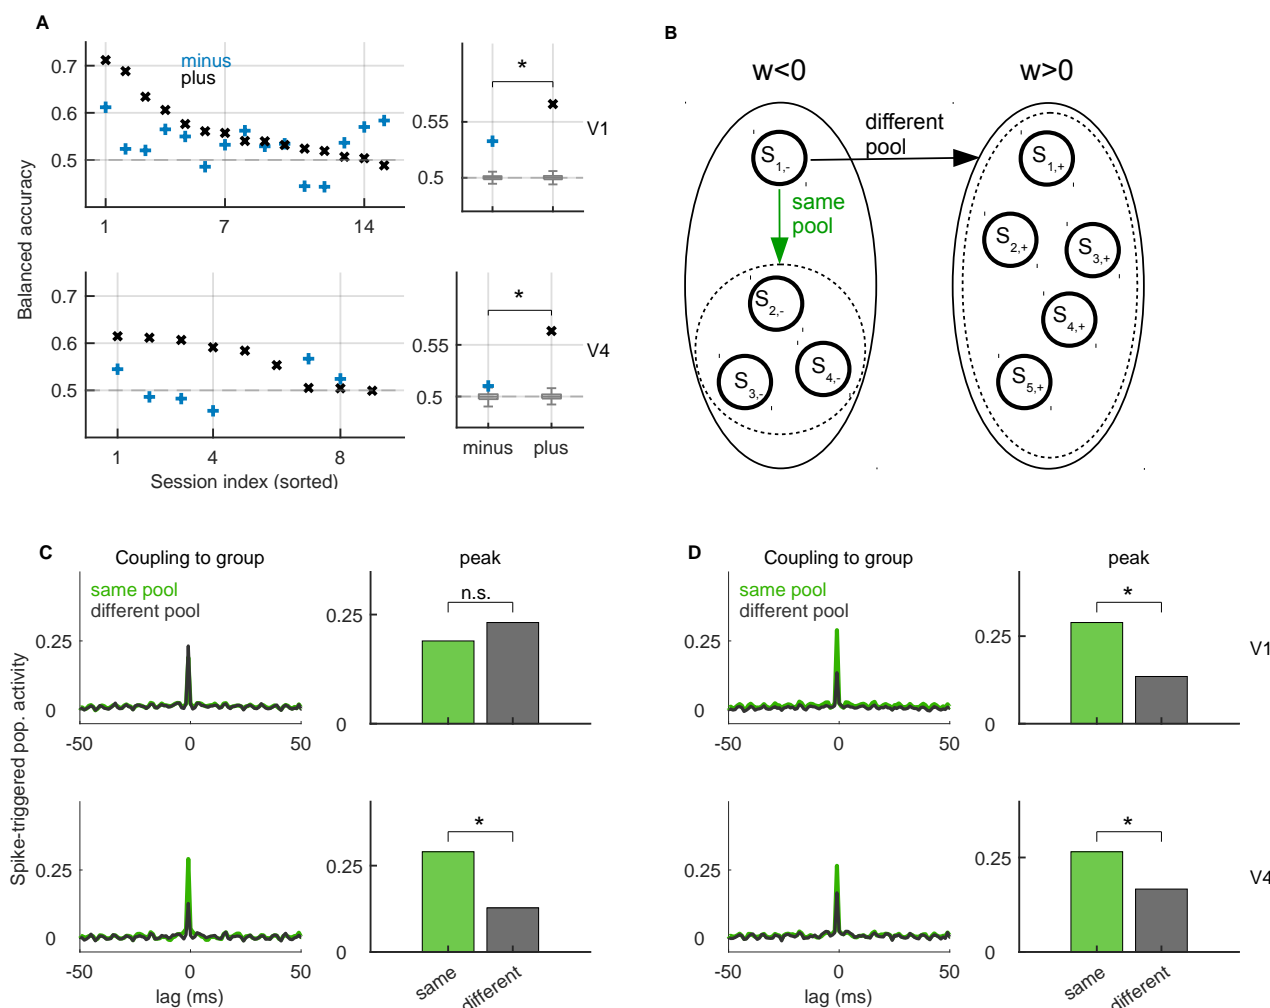 A
Balanced accuracy
0.7
0.6
0.5
minus
plus
1
7
14
0.55
0.5
*
V1
0.7
0.6
0.5
1
4
8
Session index (sorted)
0.55
0.5
*
minus
plus
V4
B
w<0
w>0
S1,-
different
pool
same
pool
S2,-
S3,-
S4,-
S1,+
S2,+
S3,+
S4,+
S5,+
C
Coupling to group
peak
Spike-triggered pop. activity
same pool
different pool
0.25
0
-50
0
50
n.s.
0.25
0
0.25
0
-50
0
50
lag (ms)
*
0.25
0
same
different
D
Coupling to group
peak
same pool
different pool
0.25
0
-50
0
50
*
0.25
0
V1
0.25
0
-50
0
50
lag (ms)
*
0.25
0
same
different
V4